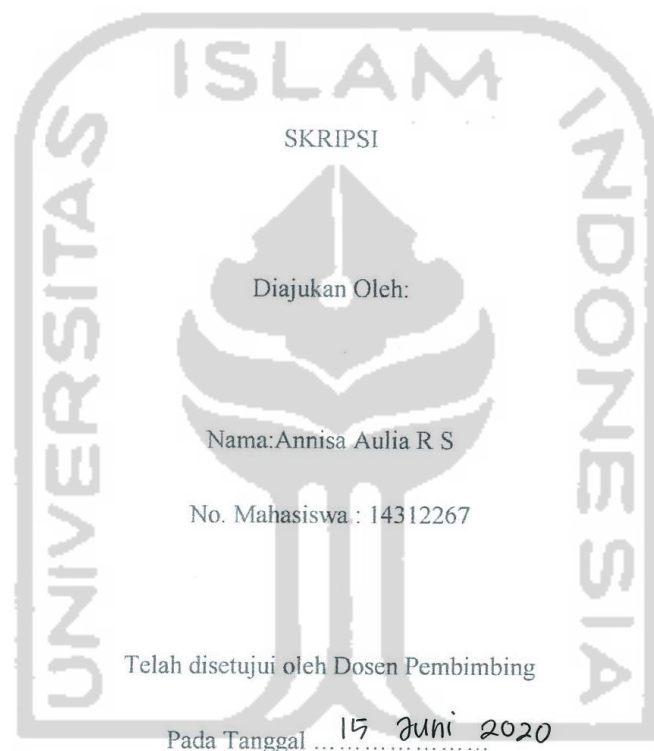 UNIVERSITAS ISLAM INDONESIA
SKRIPSI
Diajukan Oleh:
Nama:Annisa Aulia R S
No. Mahasiswa : 14312267
Telah disetujui oleh Dosen Pembimbing
Pada Tanggal 15 Juni 2020